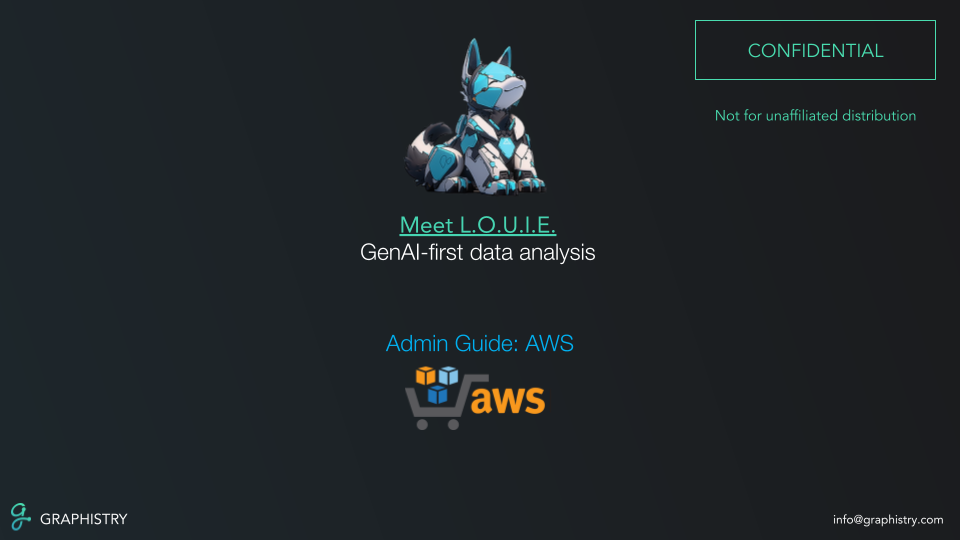 CONFIDENTIAL
Not for unaffiliated distribution
Meet L.O.U.I.E.
GenAI-first data analysis
Admin Guide: AWS
aws
GRAPHISTRY
info@graphistry.com